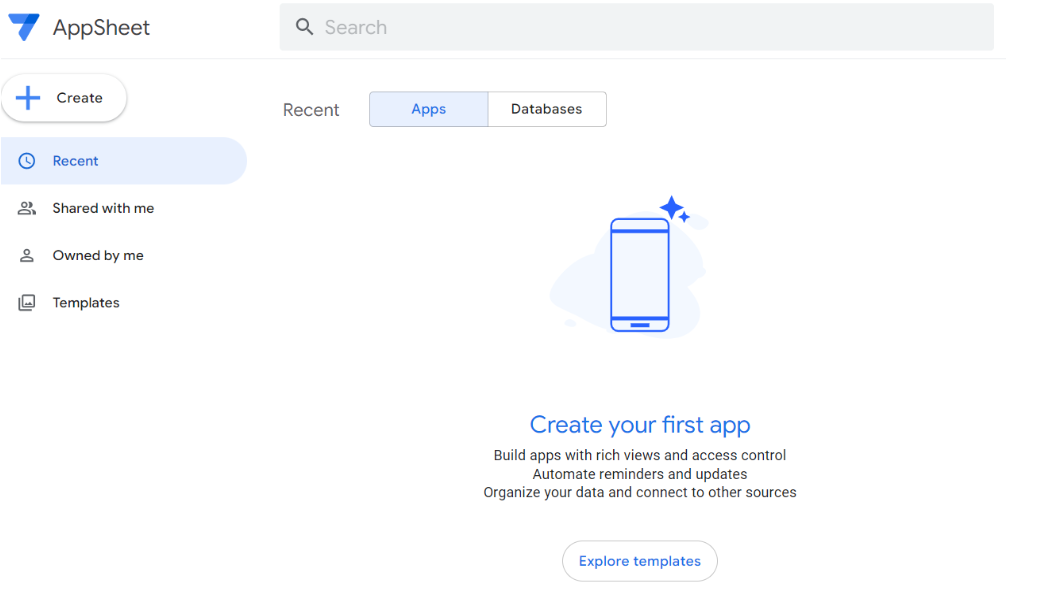 AppSheet
Search
Create
Recent
Shared with me
Owned by me
Templates
Recent
Apps
Databases
Create your first app
Build apps with rich views and access control
Automate reminders and updates
Organize your data and connect to other sources
Explore templates